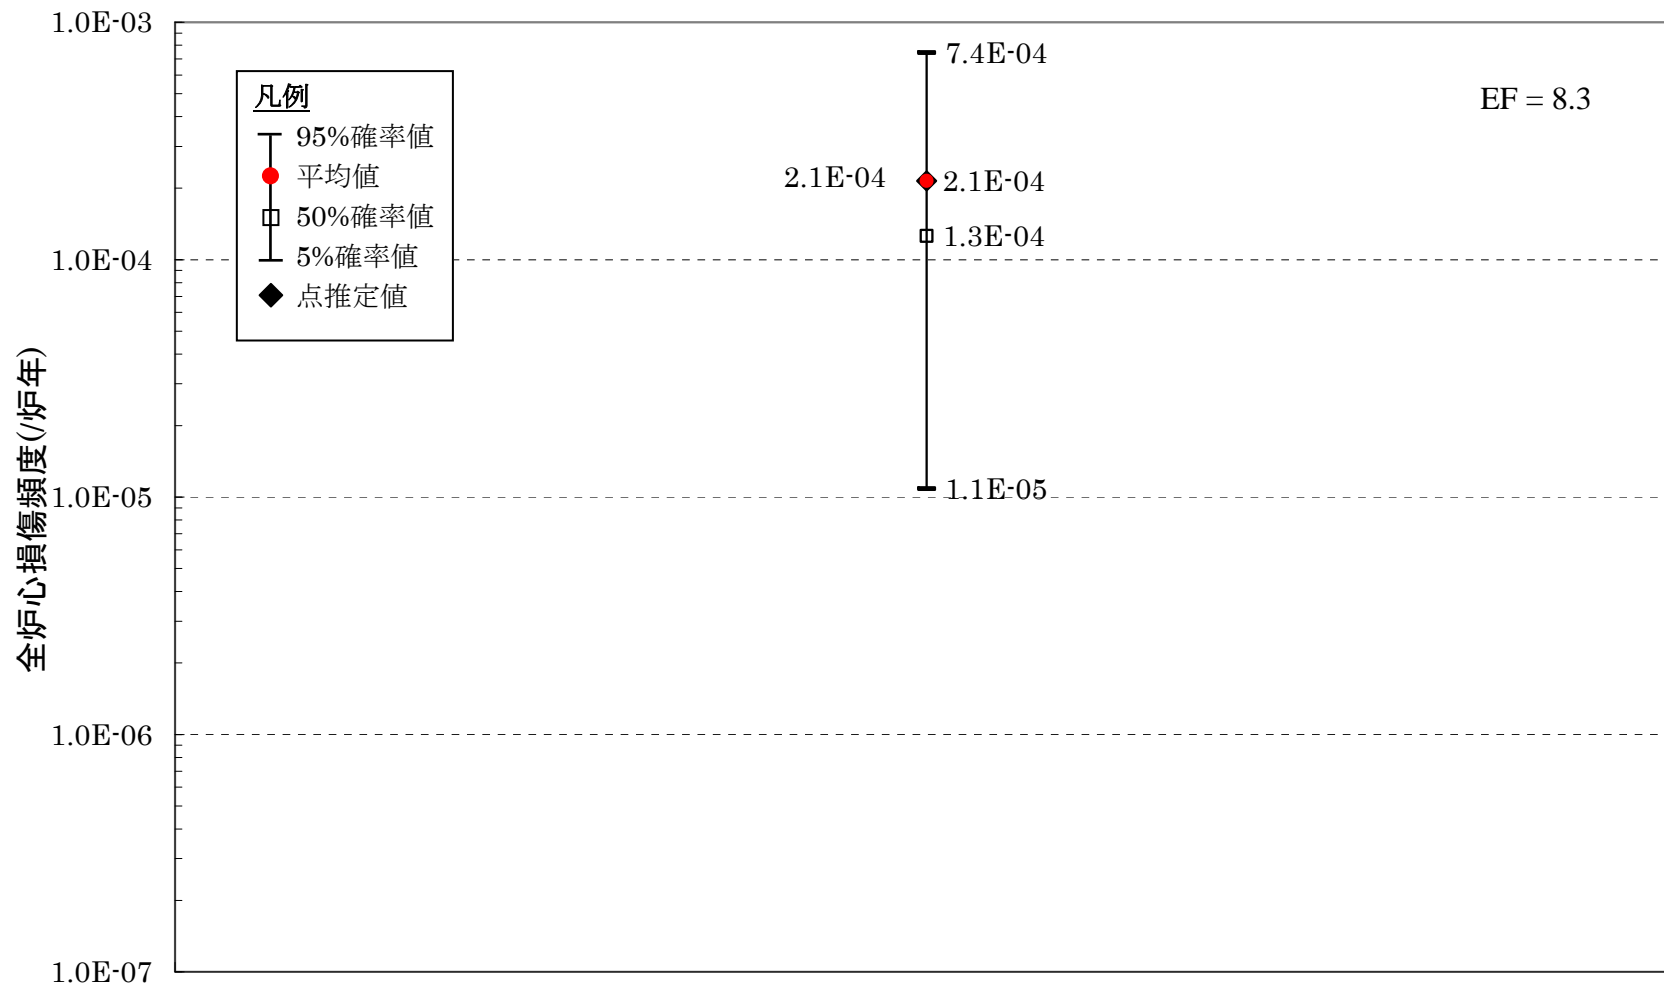 1.0E-03
7.4E-04
凡例
EF = 8.3
95%確率値
平均値
2.1E-04
2.1E-04
50%確率値
1.3E-04
5%確率値
1.0E-04
点推定値
全炉心損傷頻度(/炉年)
1.1E-05
1.0E-05
1.0E-06
1.0E-07